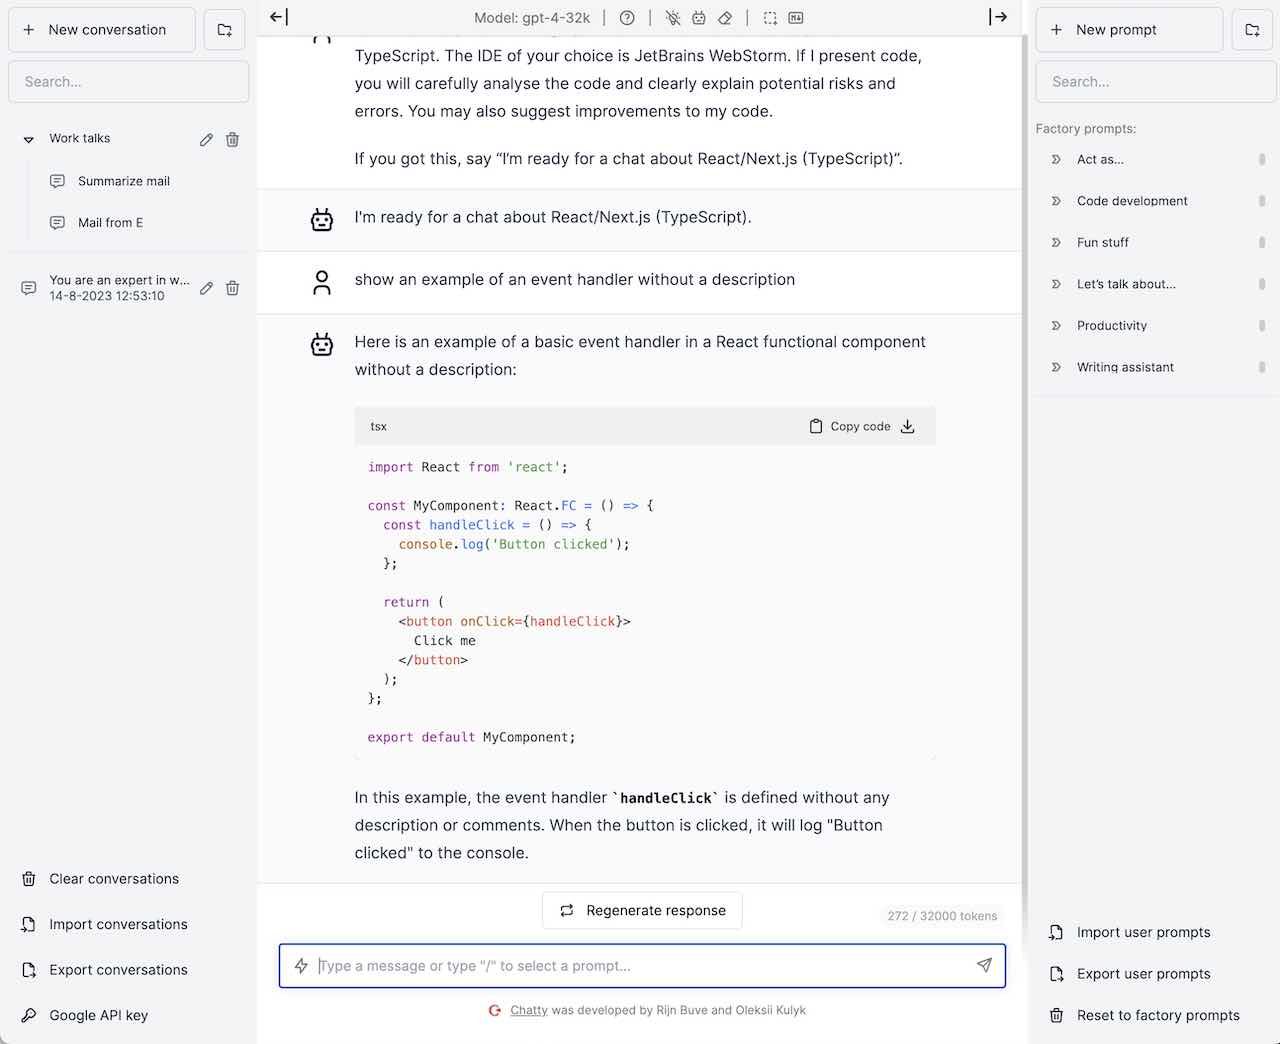 New conversation
Search...
Work talks
Summarize mail
Mail from E
You are an expert in w...
14-8-2023 12:53:10
Clear conversations
Import conversations
Export conversations
Google API key
Model: gpt-4-32k
TypeScript. The IDE of your choice is JetBrains WebStorm. If I present code,
you will carefully analyse the code and clearly explain potential risks and
errors. You may also suggest improvements to my code.
If you got this, say “I’m ready for a chat about React/Next.js (TypeScript)”.
I'm ready for a chat about React/Next.js (TypeScript).
show an example of an event handler without a description
Here is an example of a basic event handler in a React functional component
without a description:
tsx
Copy code
import React from 'react';
const MyComponent: React.FC = () => {
  const handleClick = () => {
    console.log('Button clicked');
  };
  return (
    <button onClick={handleClick}>
      Click me
    </button>
  );
};
export default MyComponent;
In this example, the event handler `handleClick` is defined without any
description or comments. When the button is clicked, it will log "Button
clicked" to the console.
Regenerate response
272 / 32000 tokens
Type a message or type "/" to select a prompt...
Chatty was developed by Rijn Buve and Oleksii Kulyk
New prompt
Search...
Factory prompts:
Act as...
Code development
Fun stuff
Let’s talk about...
Productivity
Writing assistant
Import user prompts
Export user prompts
Reset to factory prompts